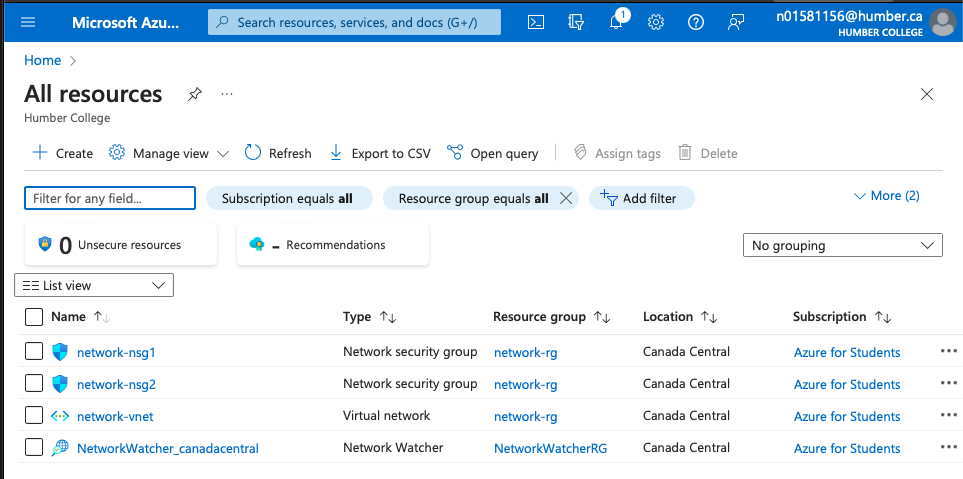 Microsoft Azu...
Search resources, services, and docs (G+/)
1
n01581156@humber.ca
HUMBER COLLEGE
Home
All resources
...
Humber College
Create
Manage view
Refresh
Export to CSV
Open query
Assign tags
Delete
Filter for any field...
Subscription equals all
Resource group equals all
Add filter
More (2)
0 Unsecure resources
- Recommendations
No grouping
List view
Name Type Resource group Location Subscription
network-nsg1 Network security group network-rg Canada Central Azure for Students ...
network-nsg2 Network security group network-rg Canada Central Azure for Students ...
network-vnet Virtual network network-rg Canada Central Azure for Students ...
NetworkWatcher_canadacentral Network Watcher NetworkWatcherRG Canada Central Azure for Students ...